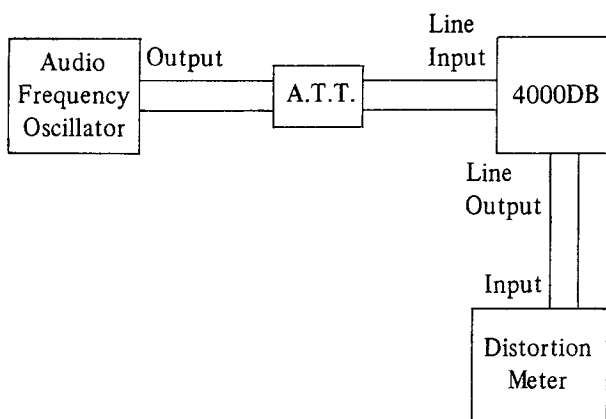 Audio
Frequency
Oscillator
Output
A.T.T.
Line
Input
4000DB
Line
Output
Input
Distortion
Meter